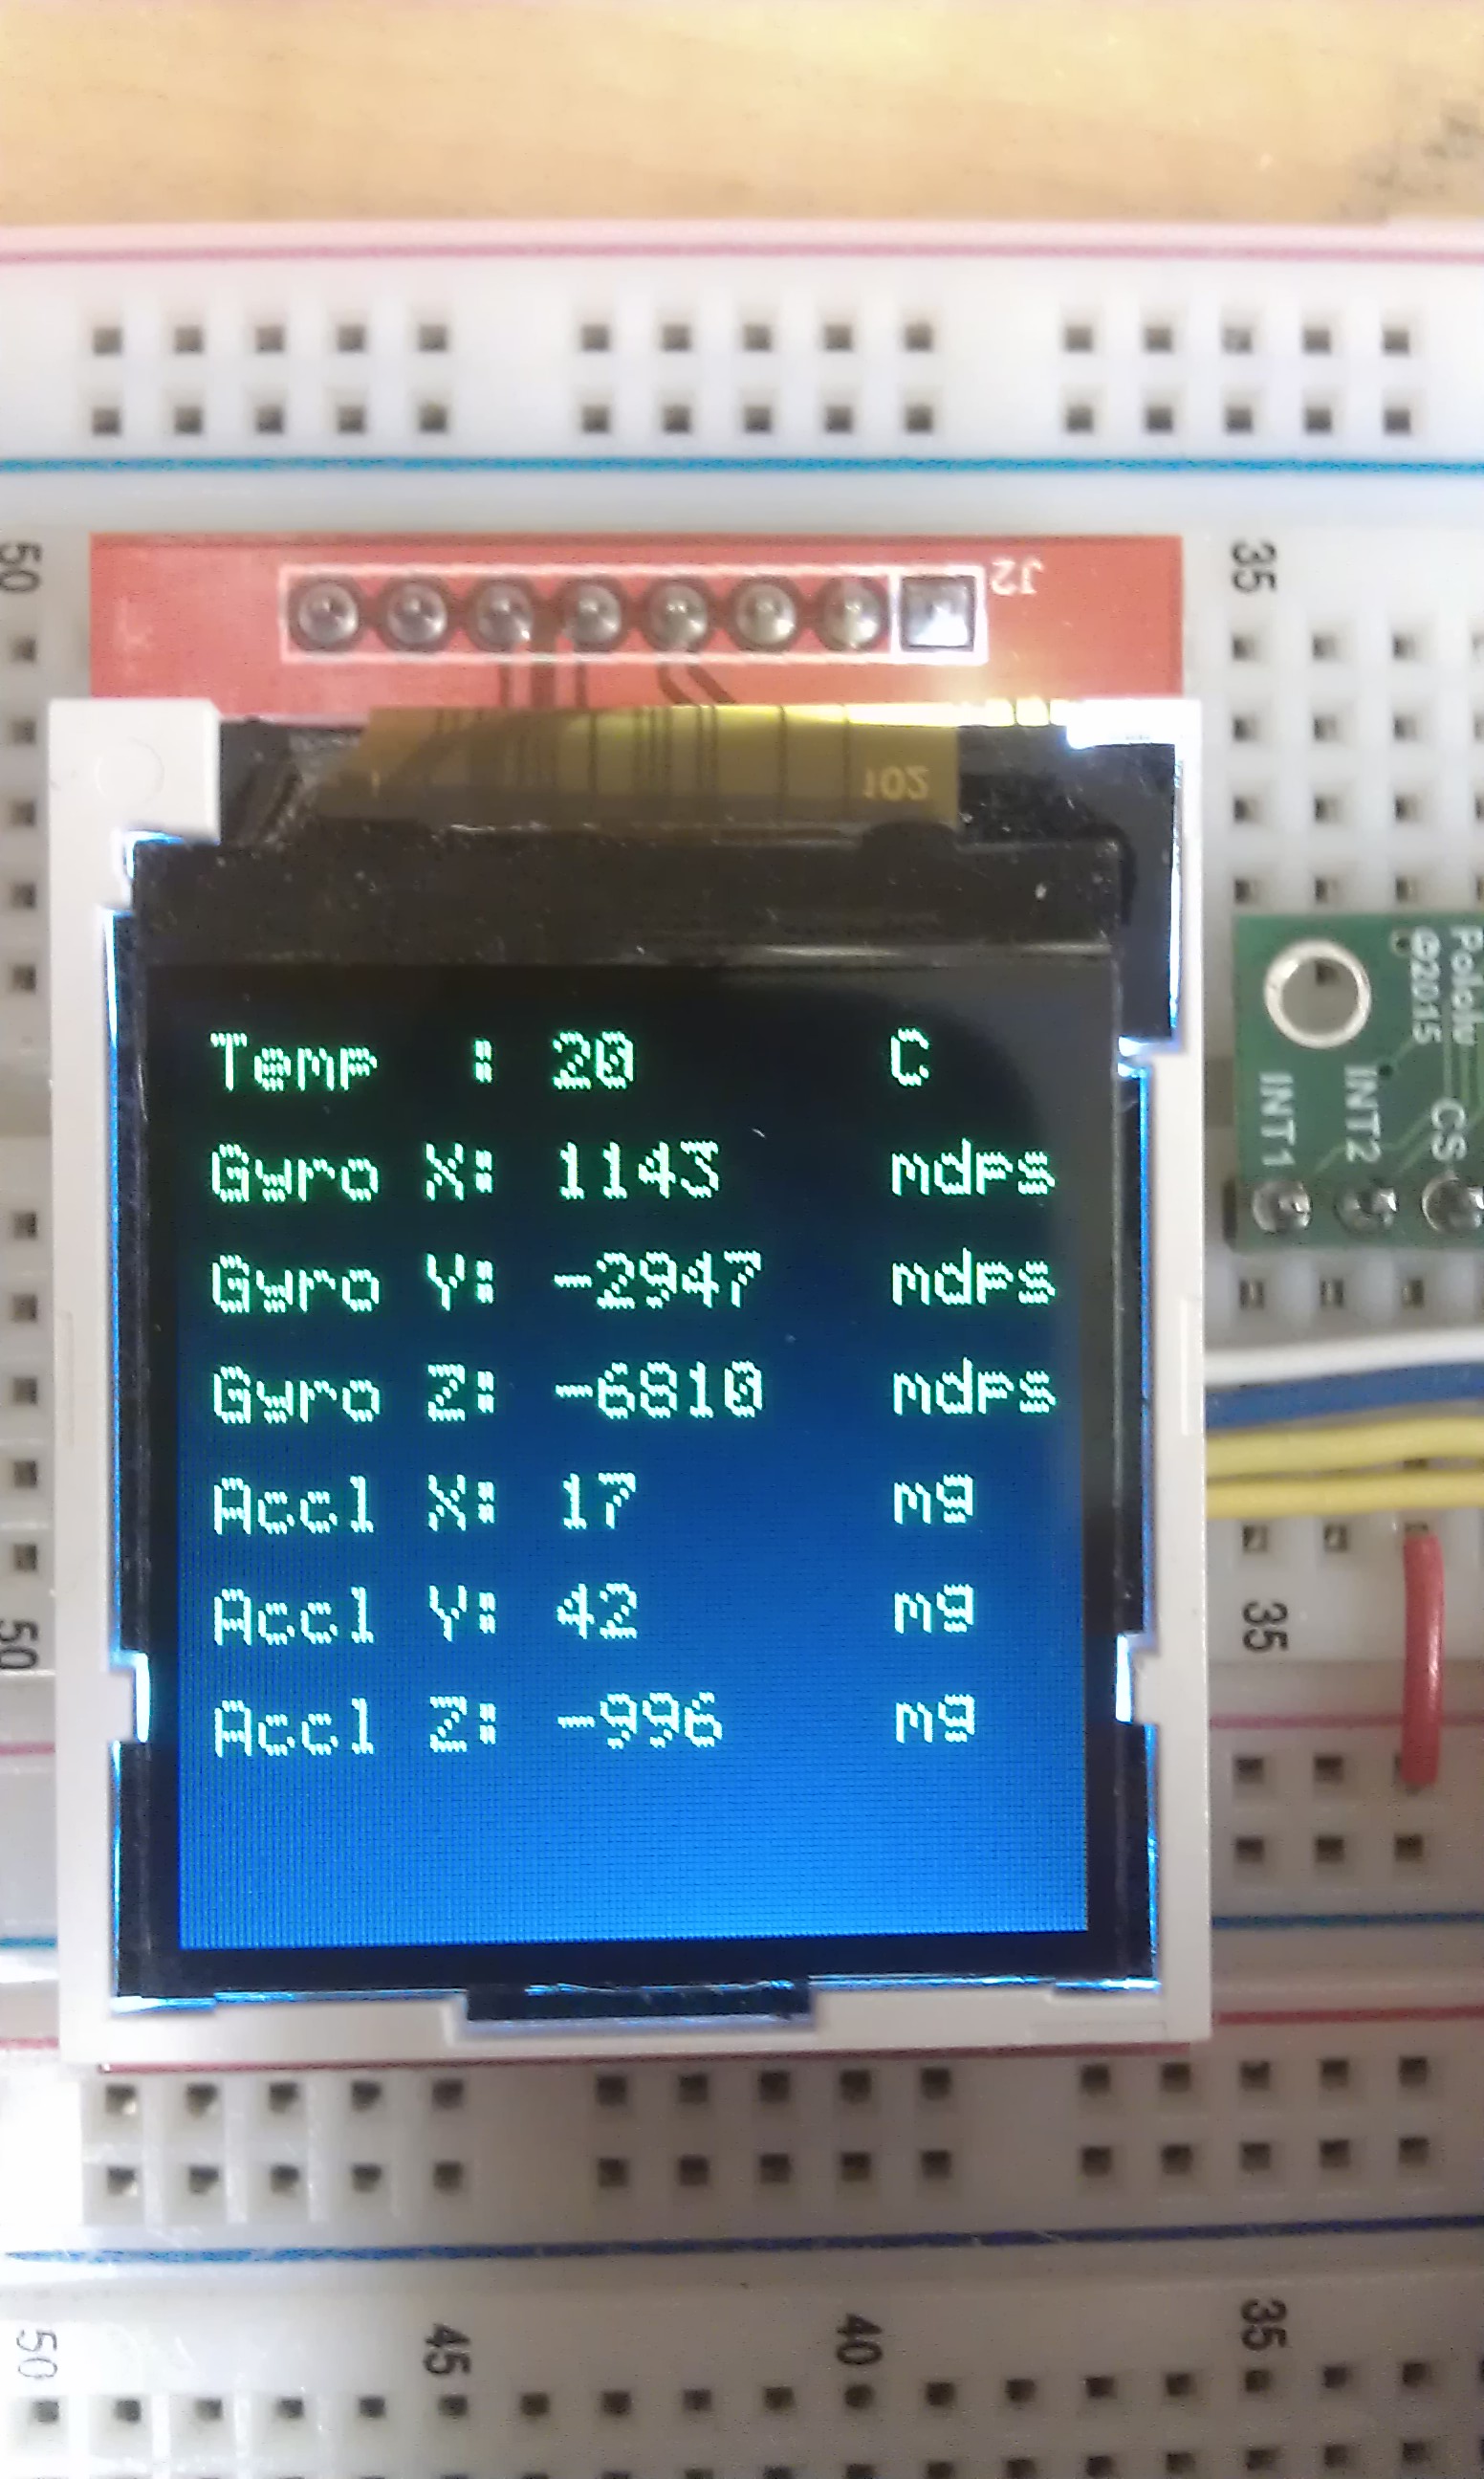 50
35
J2
102
Pololu
©2015
INT1
INT2
CS
Temp : 20 C
Gyro X: 1143 mdps
Gyro Y: -2947 mdps
Gyro Z: -6810 mdps
Accl X: 17 mg
Accl Y: 42 mg
Accl Z: -996 mg
50
35
50
45
40
35